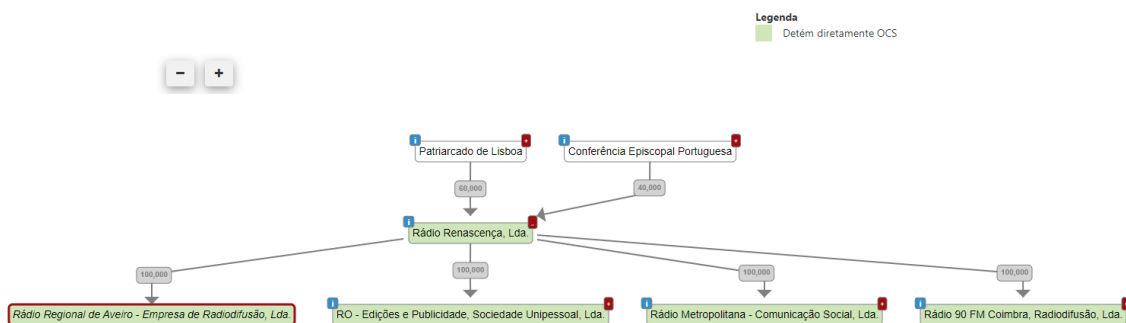 Legenda
Detém diretamente OCS
− +
i + i +
Patriarcado de Lisboa Conferência Episcopal Portuguesa
60,000 40,000
i -
Rádio Renascença, Lda.
100,000 100,000 100,000 100,000
i + i + i +
Rádio Regional de Aveiro - Empresa de Radiodifusão, Lda. RO - Edições e Publicidade, Sociedade Unipessoal, Lda. Rádio Metropolitana - Comunicação Social, Lda. Rádio 90 FM Coimbra, Radiodifusão, Lda.